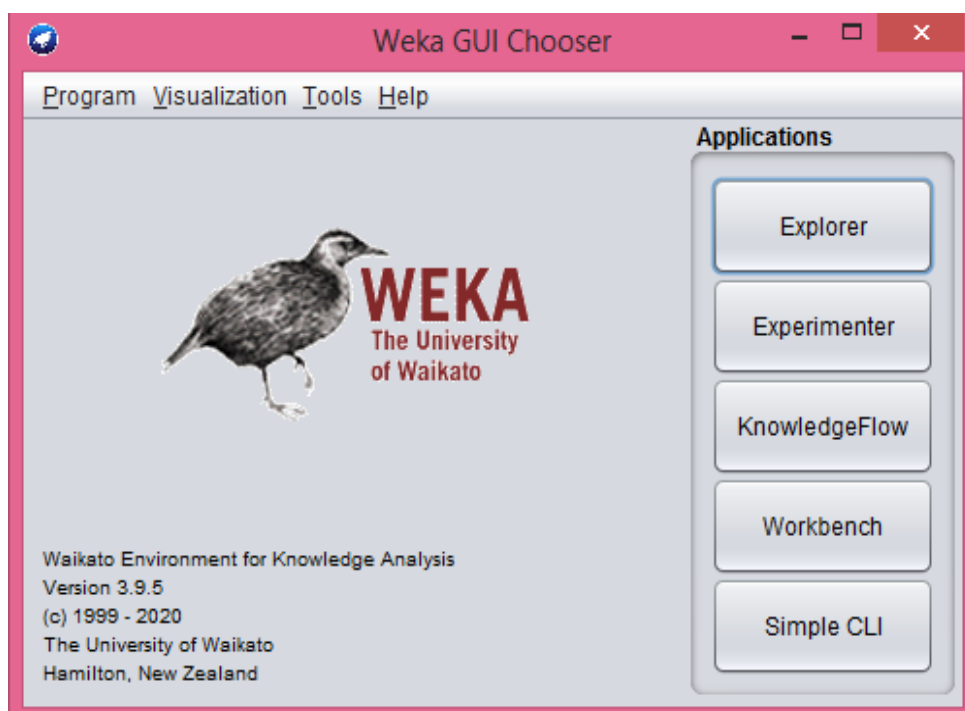 Weka GUI Chooser
Program Visualization Tools Help
Applications
Explorer
Experimenter
KnowledgeFlow
Workbench
Simple CLI
WEKA
The University
of Waikato
Waikato Environment for Knowledge Analysis
Version 3.9.5
(c) 1999 - 2020
The University of Waikato
Hamilton, New Zealand